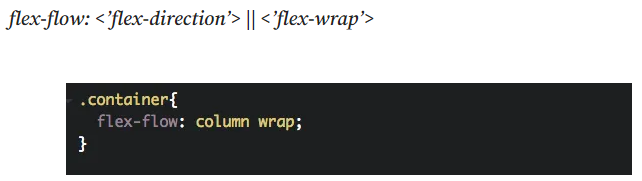 flex-flow: <’flex-direction’> || <’flex-wrap’>
.container{
flex-flow: column wrap;
}